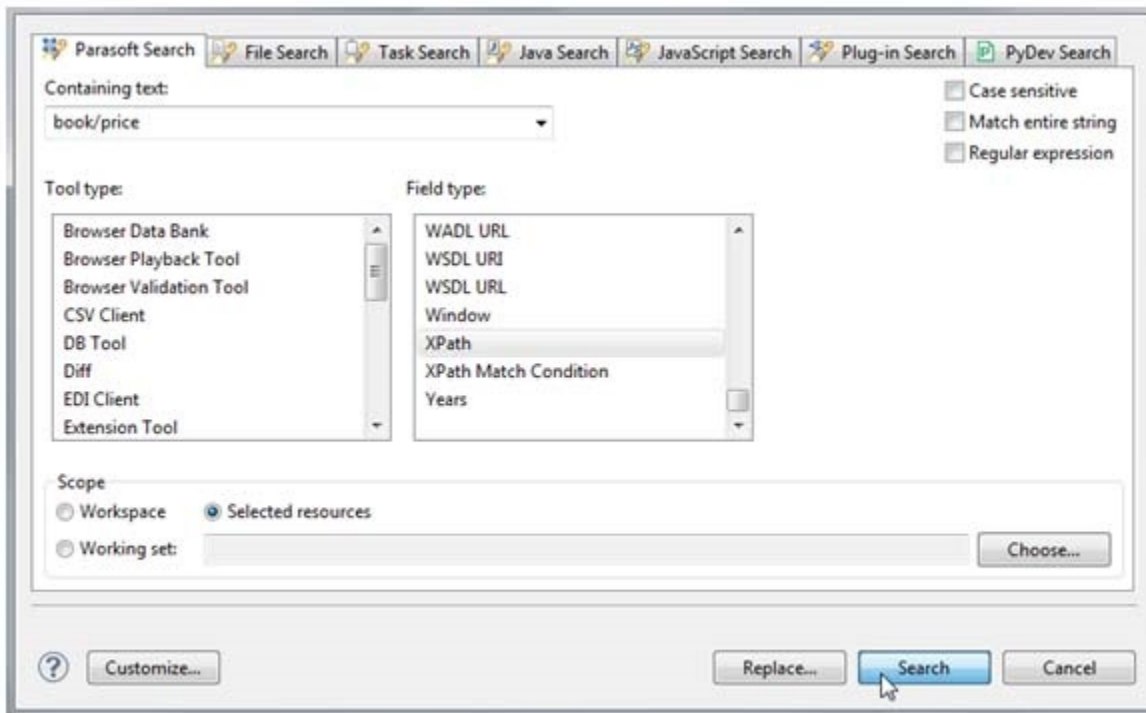 Parasoft Search File Search Task Search Java Search JavaScript Search Plug-in Search PyDev Search
Containing text:
book/price
Case sensitive
Match entire string
Regular expression
Tool type:
Browser Data Bank
Browser Playback Tool
Browser Validation Tool
CSV Client
DB Tool
Diff
EDI Client
Extension Tool
Field type:
WADL URL
WSDL URI
WSDL URL
Window
XPath
XPath Match Condition
Years
Scope
Workspace Selected resources
Working set: Choose...
? Customize... Replace... Search Cancel